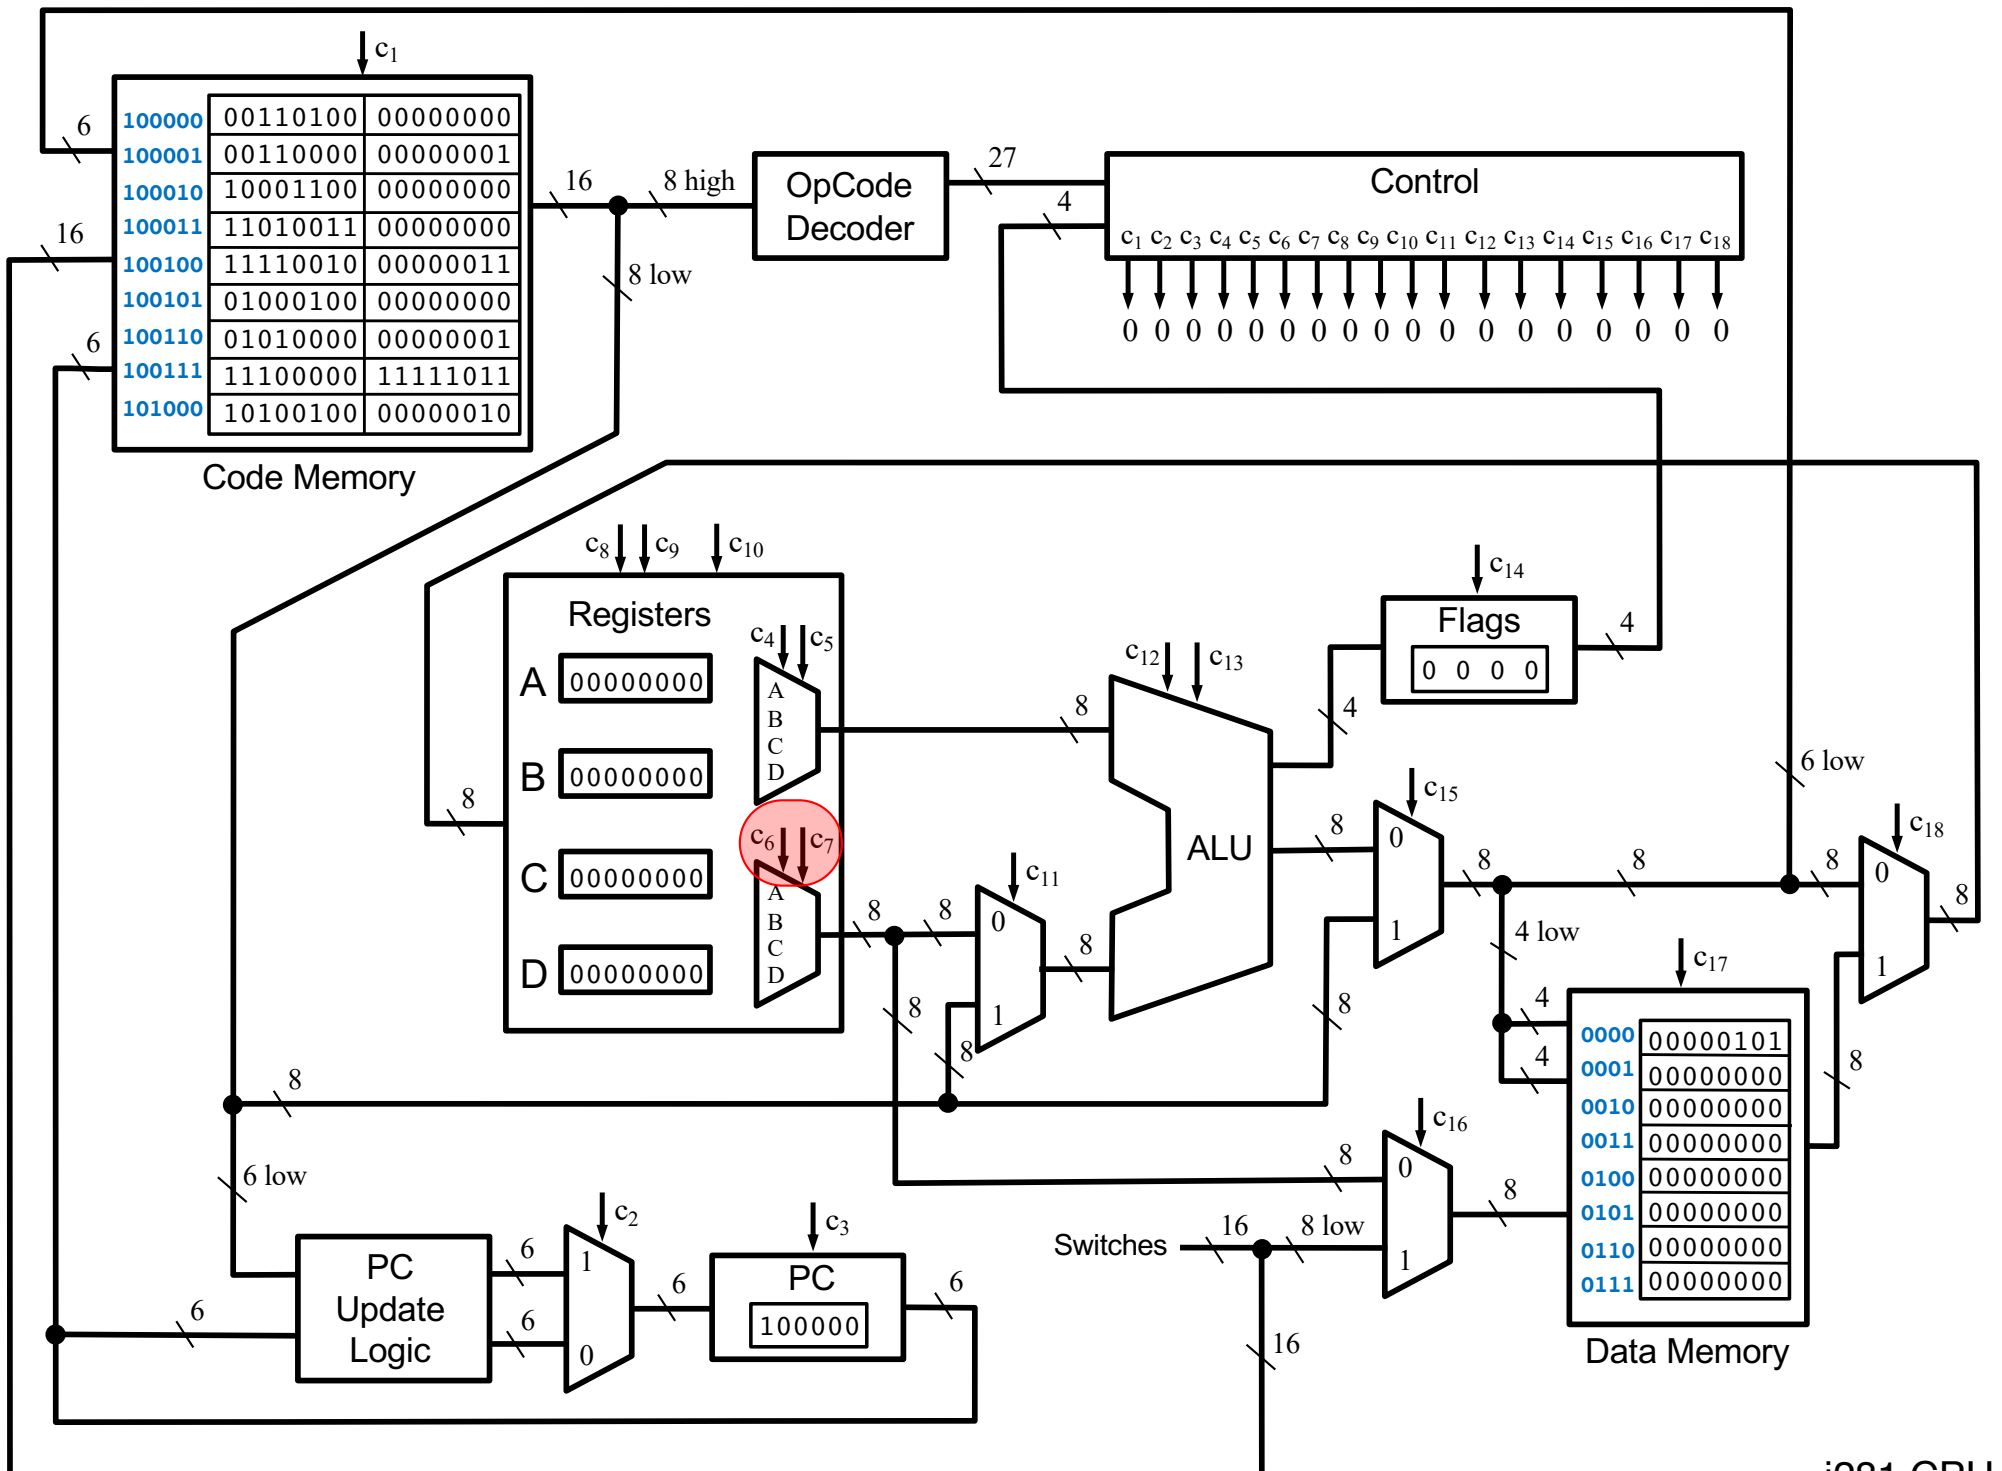 c1
6
100000 00110100 00000000
100001 00110000 00000001
100010 10001100 00000000
100011 11010011 00000000
100100 11110010 00000011
100101 01000100 00000000
100110 01010000 00000001
100111 11100000 11111011
101000 10100100 00000010
16
6
Code Memory
16
8 high
8 low
OpCode
Decoder
27
4
Control
c1 c2 c3 c4 c5 c6 c7 c8 c9 c10 c11 c12 c13 c14 c15 c16 c17 c18
0 0 0 0 0 0 0 0 0 0 0 0 0 0 0 0 0 0
c8 c9 c10
Registers
c4 c5
A 00000000
B 00000000
C 00000000
D 00000000
A
B
C
D
c6 c7
A
B
C
D
8
8
8
8
8
c11
0
1
8
8
c12 c13
ALU
c14
Flags
0 0 0 0
4
4
8
c15
0
1
8
8
8
6 low
8
c18
0
1
8
4 low
4
4
c17
0000 00000101
0001 00000000
0010 00000000
0011 00000000
0100 00000000
0101 00000000
0110 00000000
0111 00000000
Data Memory
8
8
8
c16
0
1
8
Switches
16
8 low
16
6 low
PC
Update
Logic
6
6
6
c2
1
0
6
c3
PC
100000
6